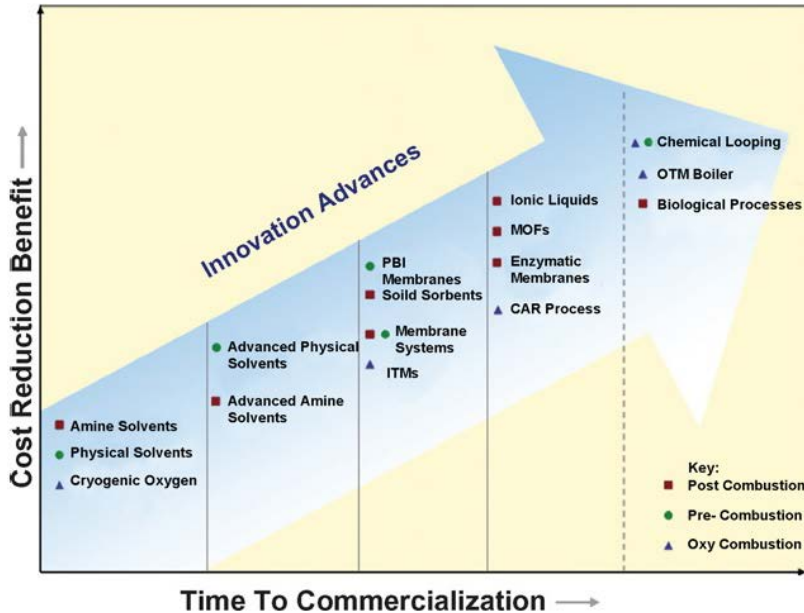 Cost Reduction Benefit
Innovation Advances
Amine Solvents
Physical Solvents
Cryogenic Oxygen
Advanced Physical
Solvents
Advanced Amine
Solvents
PBI
Membranes
Soild Sorbents
Membrane
Systems
ITMs
Ionic Liquids
MOFs
Enzymatic
Membranes
CAR Process
Chemical Looping
OTM Boiler
Biological Processes
Key:
Post Combustion
Pre- Combustion
Oxy Combustion
Time To Commercialization